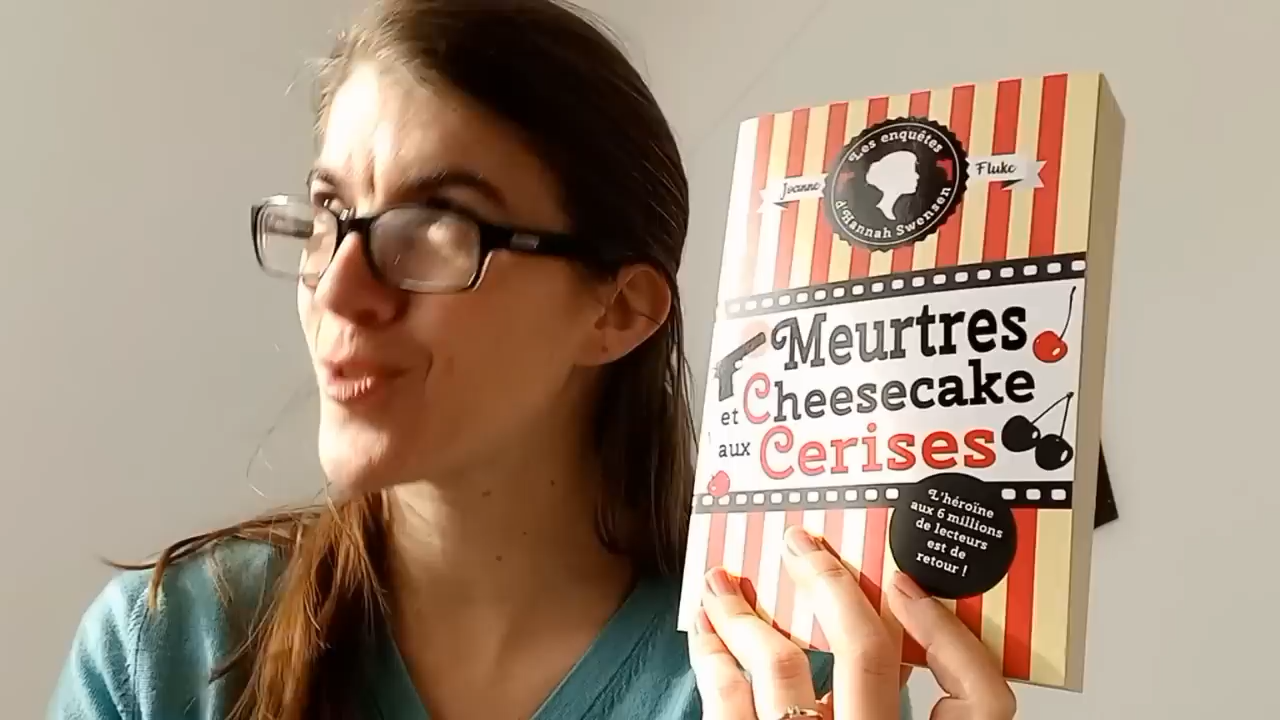 Les enquêtes
Joanne
Fluke
d'Hannah Swensen
Meurtres
et Cheesecake
aux Cerises
L'héroïne
aux 6 millions
de lecteurs
est de
retour !